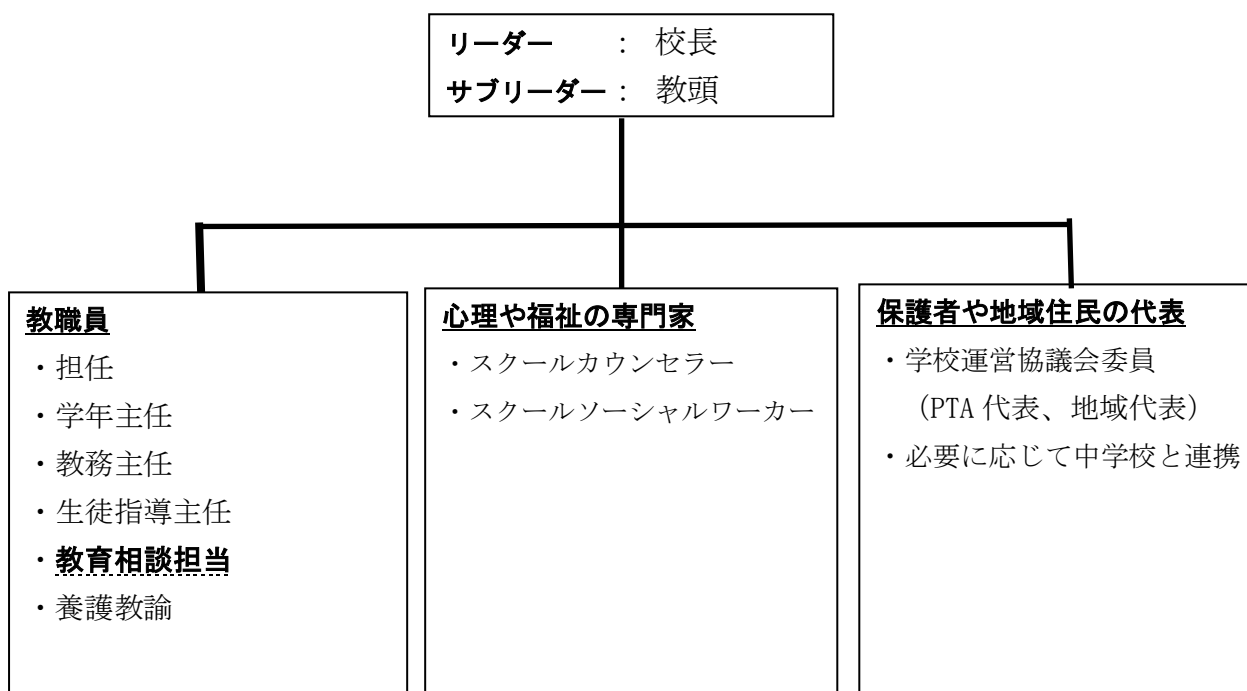 リーダー : 校長
サブリーダー: 教頭
教職員
・担任
・学年主任
・教務主任
・生徒指導主任
・教育相談担当
・養護教諭
心理や福祉の専門家
・スクールカウンセラー
・スクールソーシャルワーカー
保護者や地域住民の代表
・学校運営協議会委員
(PTA 代表、地域代表)
・必要に応じて中学校と連携